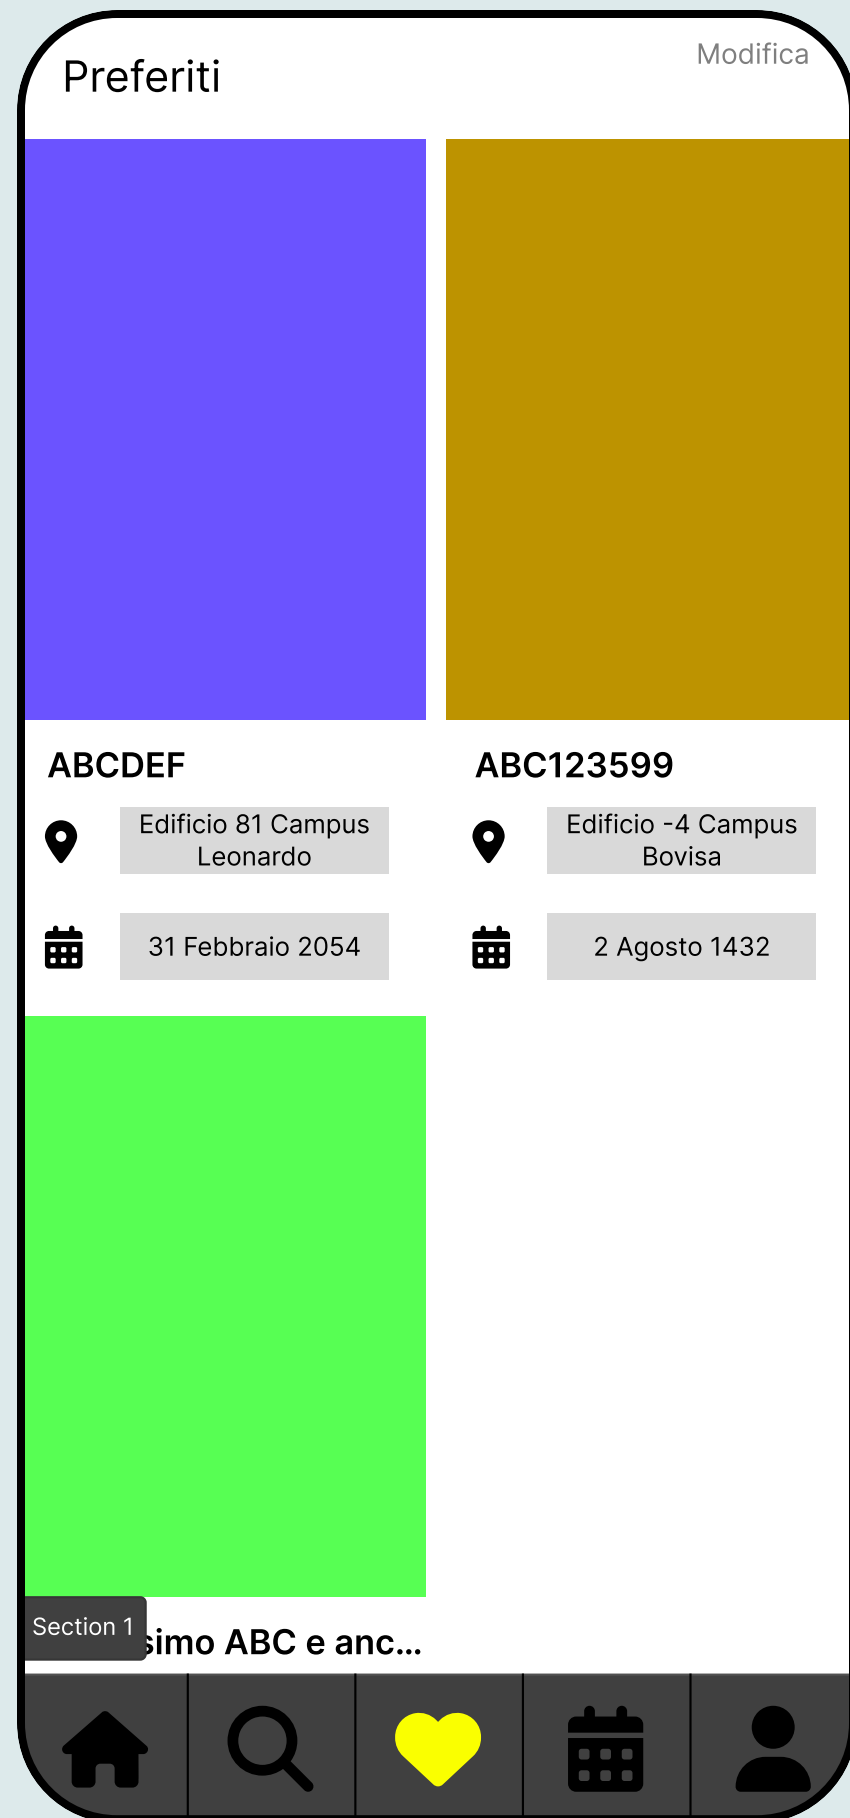 Preferiti
Modifica
ABCDEF
Edificio 81 Campus
Leonardo
31 Febbraio 2054
ABC123599
Edificio -4 Campus
Bovisa
2 Agosto 1432
Section 1
simo ABC e anc...